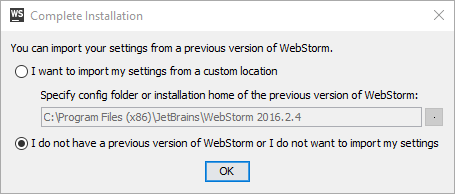 WS Complete Installation
You can import your settings from a previous version of WebStorm.
I want to import my settings from a custom location
Specify config folder or installation home of the previous version of WebStorm:
C:\Program Files (x86)\JetBrains\WebStorm 2016.2.4 .
I do not have a previous version of WebStorm or I do not want to import my settings
OK